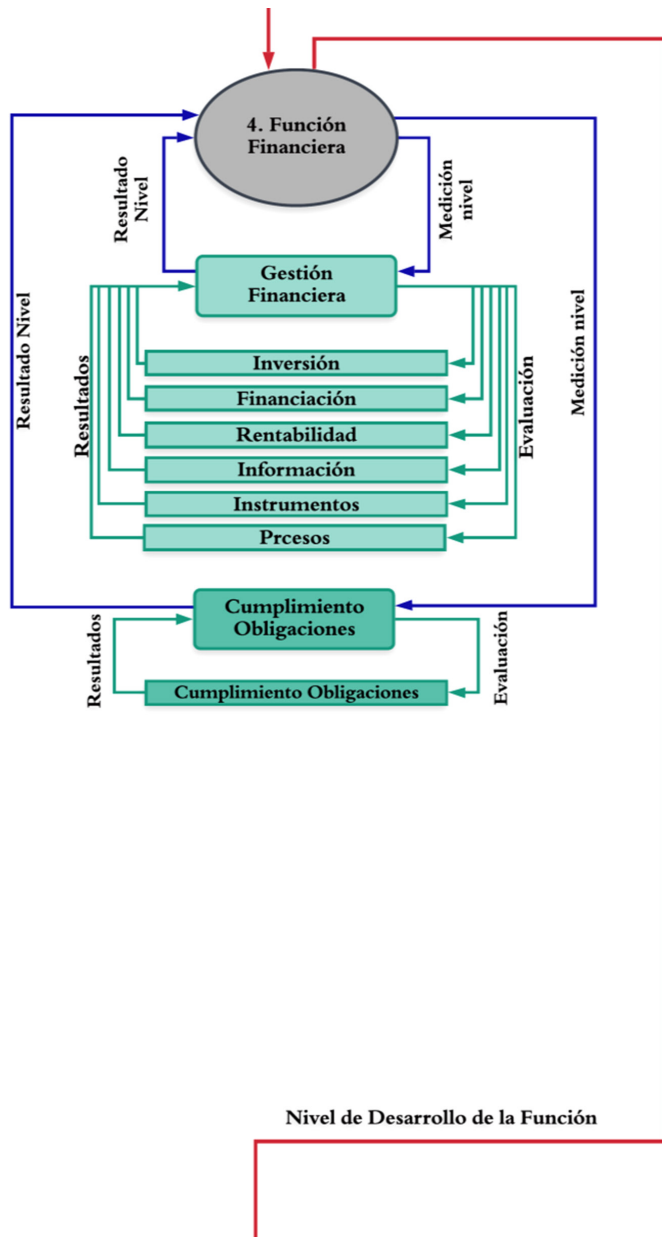 4. Función
Financiera
Resultado
Nivel
Medición
nivel
Gestión
Financiera
Resultado Nivel
Medición nivel
Resultados
Evaluación
Inversión
Financiación
Rentabilidad
Información
Instrumentos
Prcesos
Cumplimiento
Obligaciones
Resultados
Evaluación
Cumplimiento Obligaciones
Nivel de Desarrollo de la Función